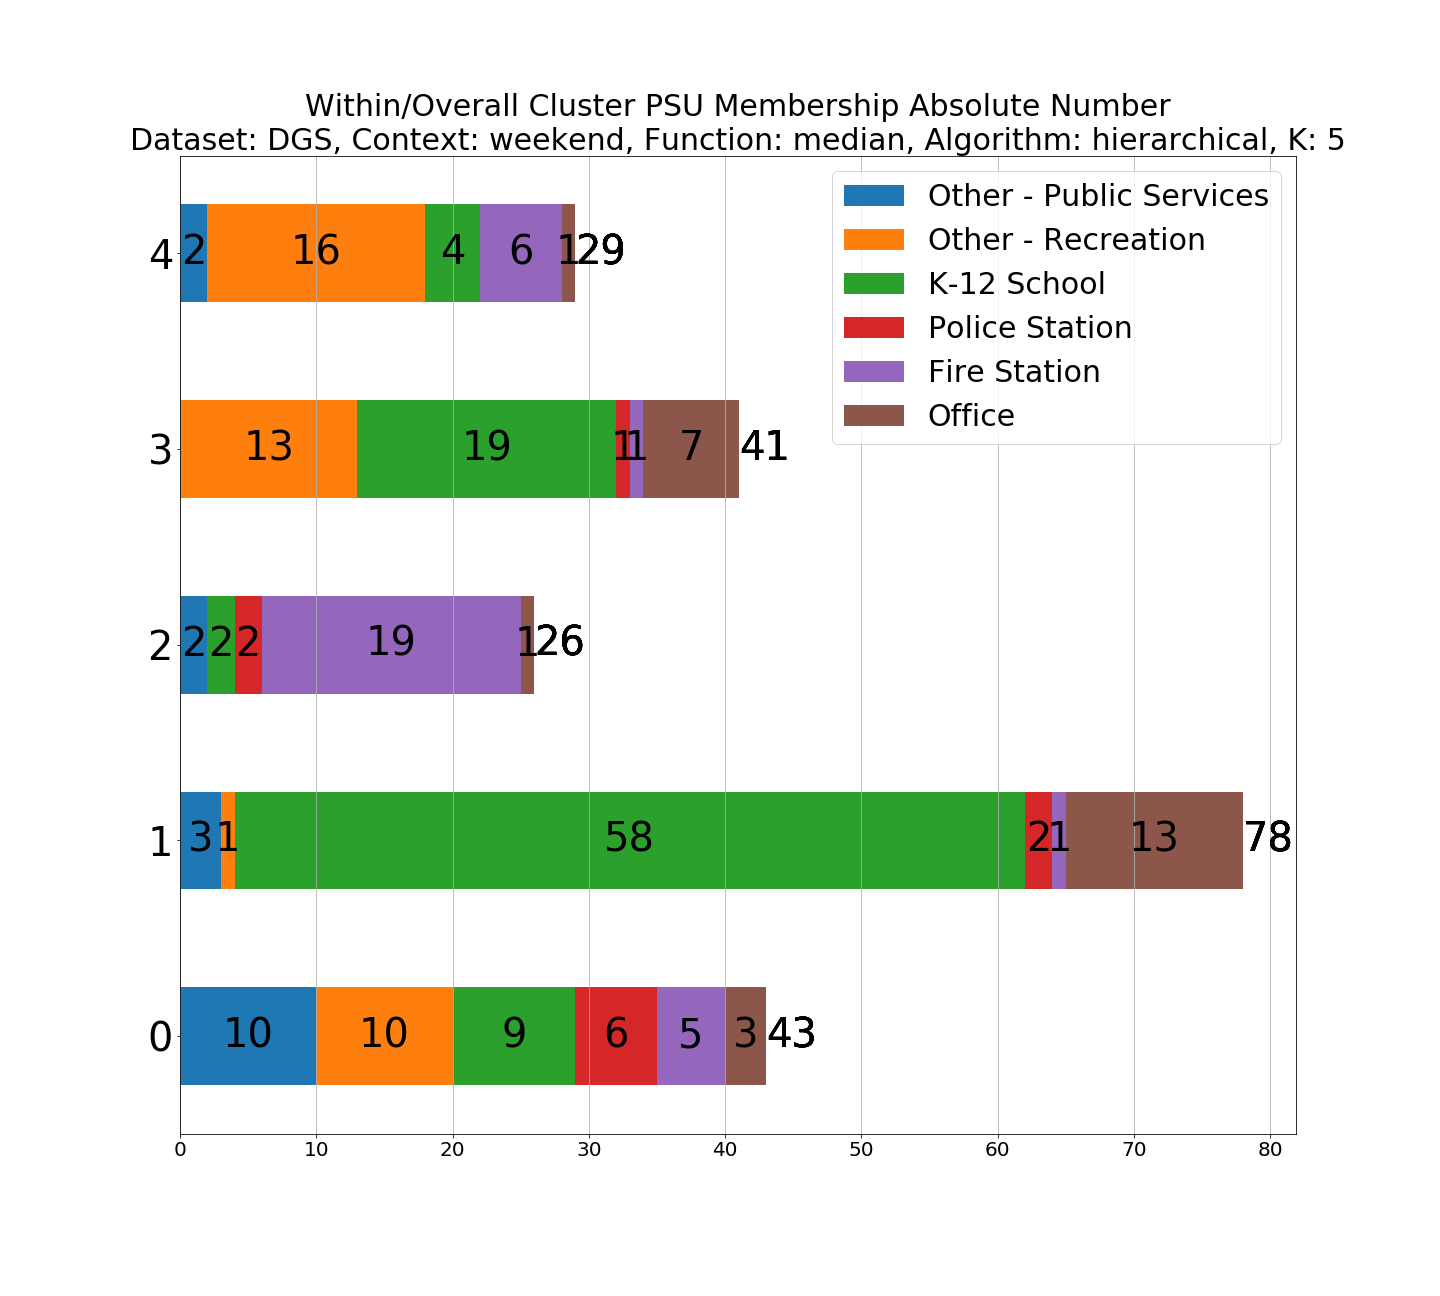 Within/Overall Cluster PSU Membership Absolute Number
Dataset: DGS, Context: weekend, Function: median, Algorithm: hierarchical, K: 5
Other - Public Services
Other - Recreation
K-12 School
Police Station
Fire Station
Office
4 2 16 4 6 1 29
3 13 19 1 1 7 41
2 2 2 2 19 1 26
1 3 1 58 2 1 13 78
0 10 10 9 6 5 3 43
0 10 20 30 40 50 60 70 80